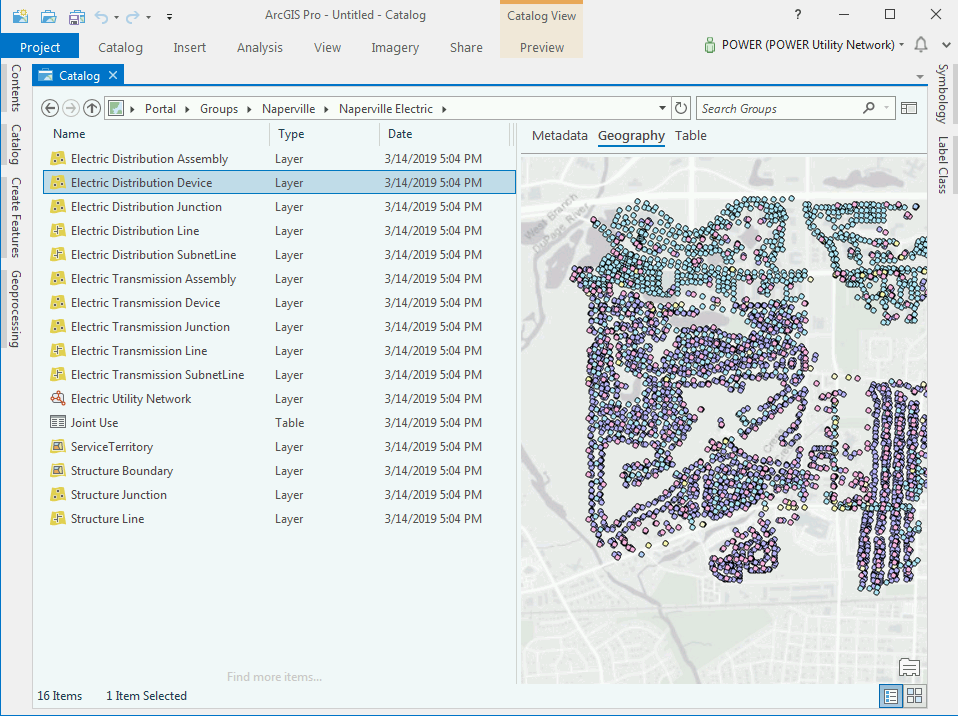 ArcGIS Pro - Untitled - Catalog
Catalog View
?
Project Catalog Insert Analysis View Imagery Share Preview
POWER (POWER Utility Network)
Contents
Catalog
Create Features
Geoprocessing
Catalog
Portal Groups Naperville Naperville Electric
Search Groups
Name Type Date
Electric Distribution Assembly Layer 3/14/2019 5:04 PM
Electric Distribution Device Layer 3/14/2019 5:04 PM
Electric Distribution Junction Layer 3/14/2019 5:04 PM
Electric Distribution Line Layer 3/14/2019 5:04 PM
Electric Distribution SubnetLine Layer 3/14/2019 5:04 PM
Electric Transmission Assembly Layer 3/14/2019 5:04 PM
Electric Transmission Device Layer 3/14/2019 5:04 PM
Electric Transmission Junction Layer 3/14/2019 5:04 PM
Electric Transmission Line Layer 3/14/2019 5:04 PM
Electric Transmission SubnetLine Layer 3/14/2019 5:04 PM
Electric Utility Network Layer 3/14/2019 5:04 PM
Joint Use Table 3/14/2019 5:04 PM
ServiceTerritory Layer 3/14/2019 5:04 PM
Structure Boundary Layer 3/14/2019 5:04 PM
Structure Junction Layer 3/14/2019 5:04 PM
Structure Line Layer 3/14/2019 5:04 PM
Find more items...
16 Items 1 Item Selected
Metadata Geography Table
West Branch
DuPage River
Symbology
Label Class